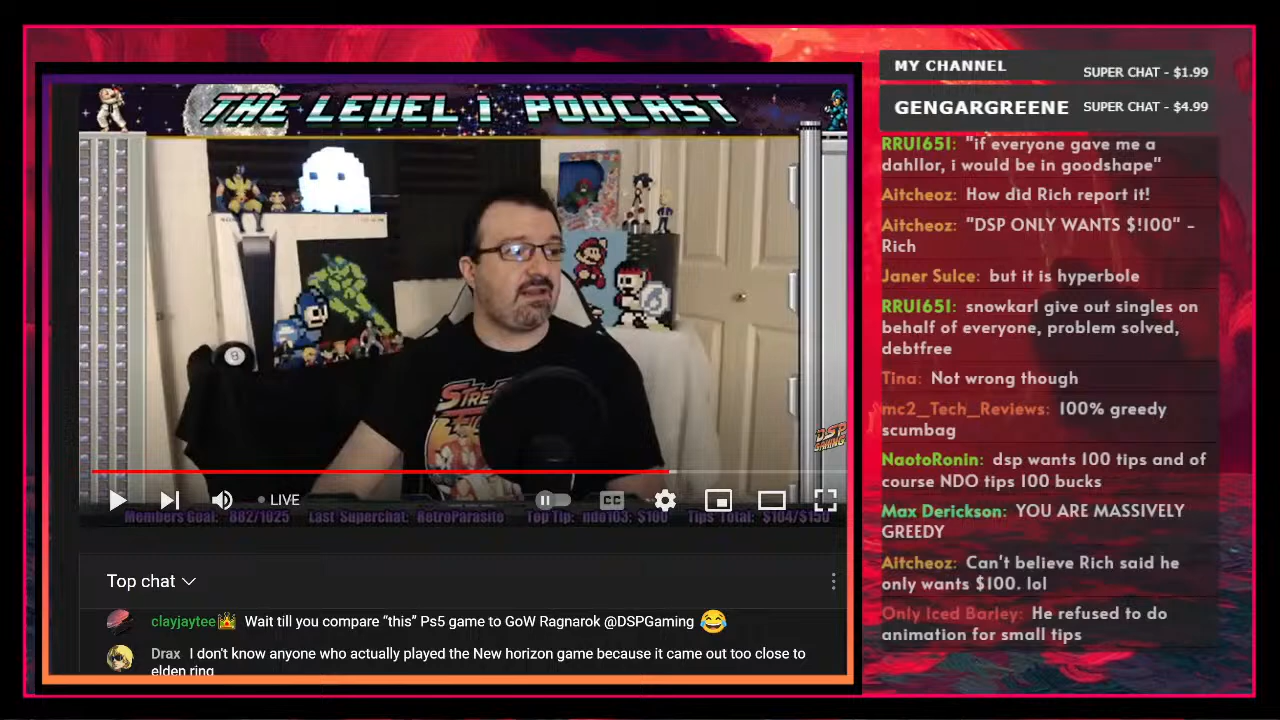 THE LEVEL 1 PODCAST
STREET
DSP
GAMING
LIVE
CC
Members Goal: 882/1025 Last Superchat: RetroParasite Top Tip: ndo103: $100 Tips Total: $104/$150
Top chat
clayjaytee Wait till you compare “this” Ps5 game to GoW Ragnarok @DSPGaming 😂
Drax I don't know anyone who actually played the New horizon game because it came out too close to
elden ring
MY CHANNEL SUPER CHAT - $1.99
GENGARGREENE SUPER CHAT - $4.99
RRU1651: "if everyone gave me a
dahllor, i would be in goodshape"
Aitcheoz: How did Rich report it!
Aitcheoz: "DSP ONLY WANTS $!100" -
Rich
Janer Sulce: but it is hyperbole
RRU1651: snowkarl give out singles on
behalf of everyone, problem solved,
debtfree
Tina: Not wrong though
mc2_Tech_Reviews: 100% greedy
scumbag
NaotoRonin: dsp wants 100 tips and of
course NDO tips 100 bucks
Max Derickson: YOU ARE MASSIVELY
GREEDY
Aitcheoz: Can't believe Rich said he
only wants $100. lol
Only Iced Barley: He refused to do
animation for small tips